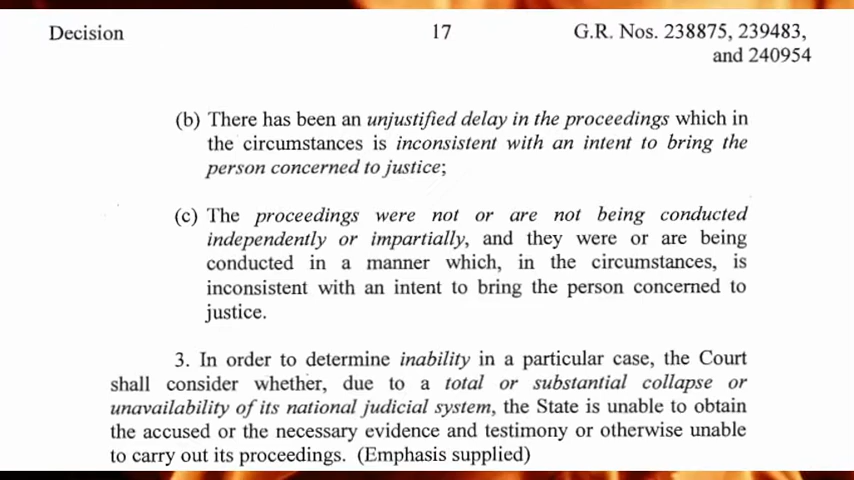 Decision 17 G.R. Nos. 238875, 239483,
and 240954
(b) There has been an unjustified delay in the proceedings which in
the circumstances is inconsistent with an intent to bring the
person concerned to justice;
(c) The proceedings were not or are not being conducted
independently or impartially, and they were or are being
conducted in a manner which, in the circumstances, is
inconsistent with an intent to bring the person concerned to
justice.
3. In order to determine inability in a particular case, the Court
shall consider whether, due to a total or substantial collapse or
unavailability of its national judicial system, the State is unable to obtain
the accused or the necessary evidence and testimony or otherwise unable
to carry out its proceedings. (Emphasis supplied)